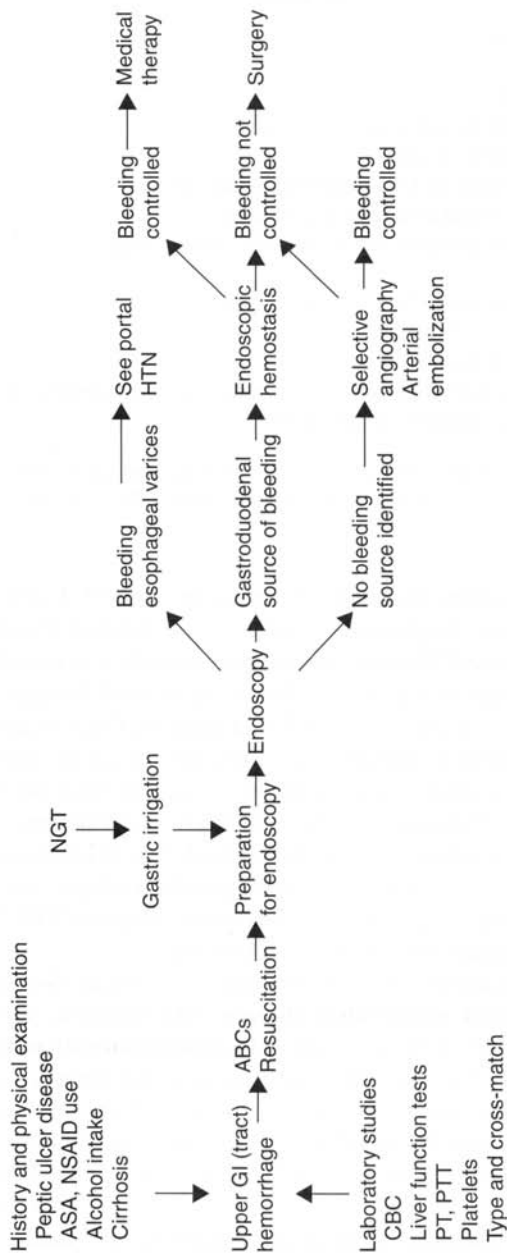 History and physical examination
Peptic ulcer disease
ASA, NSAID use
Alcohol intake
Cirrhosis
Upper GI (tract)
hemorrhage
Laboratory studies
CBC
Liver function tests
PT, PTT
Platelets
Type and cross-match
ABCs
Resuscitation
NGT
Gastric irrigation
Preparation
for endoscopy
Endoscopy
Bleeding
esophageal varices
See portal
HTN
Gastroduodenal
source of bleeding
Endoscopic
hemostasis
Bleeding
controlled
Medical
therapy
Bleeding not
controlled
Surgery
No bleeding
source identified
Selective
angiography
Arterial
embolization
Bleeding
controlled